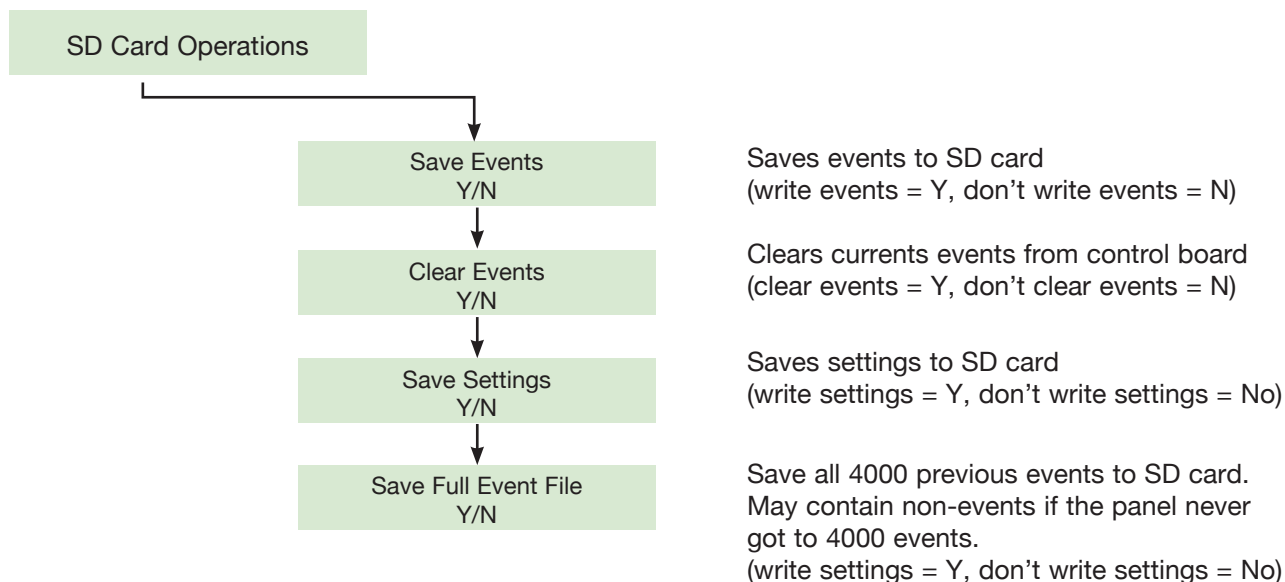 SD Card Operations
Save Events
Y/N
Saves events to SD card
(write events = Y, don’t write events = N)
Clear Events
Y/N
Clears currents events from control board
(clear events = Y, don’t clear events = N)
Save Settings
Y/N
Saves settings to SD card
(write settings = Y, don’t write settings = No)
Save Full Event File
Y/N
Save all 4000 previous events to SD card.
May contain non-events if the panel never
got to 4000 events.
(write settings = Y, don’t write settings = No)